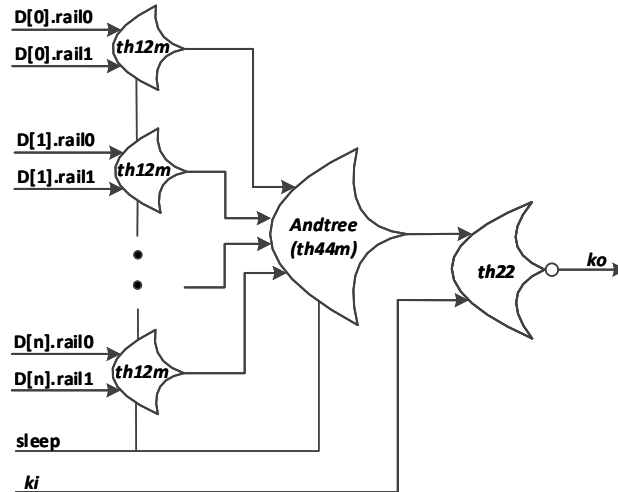 D[0].rail0
th12m
D[0].rail1
D[1].rail0
th12m
D[1].rail1
Andtree
(th44m)
th22
ko
D[n].rail0
th12m
D[n].rail1
sleep
ki